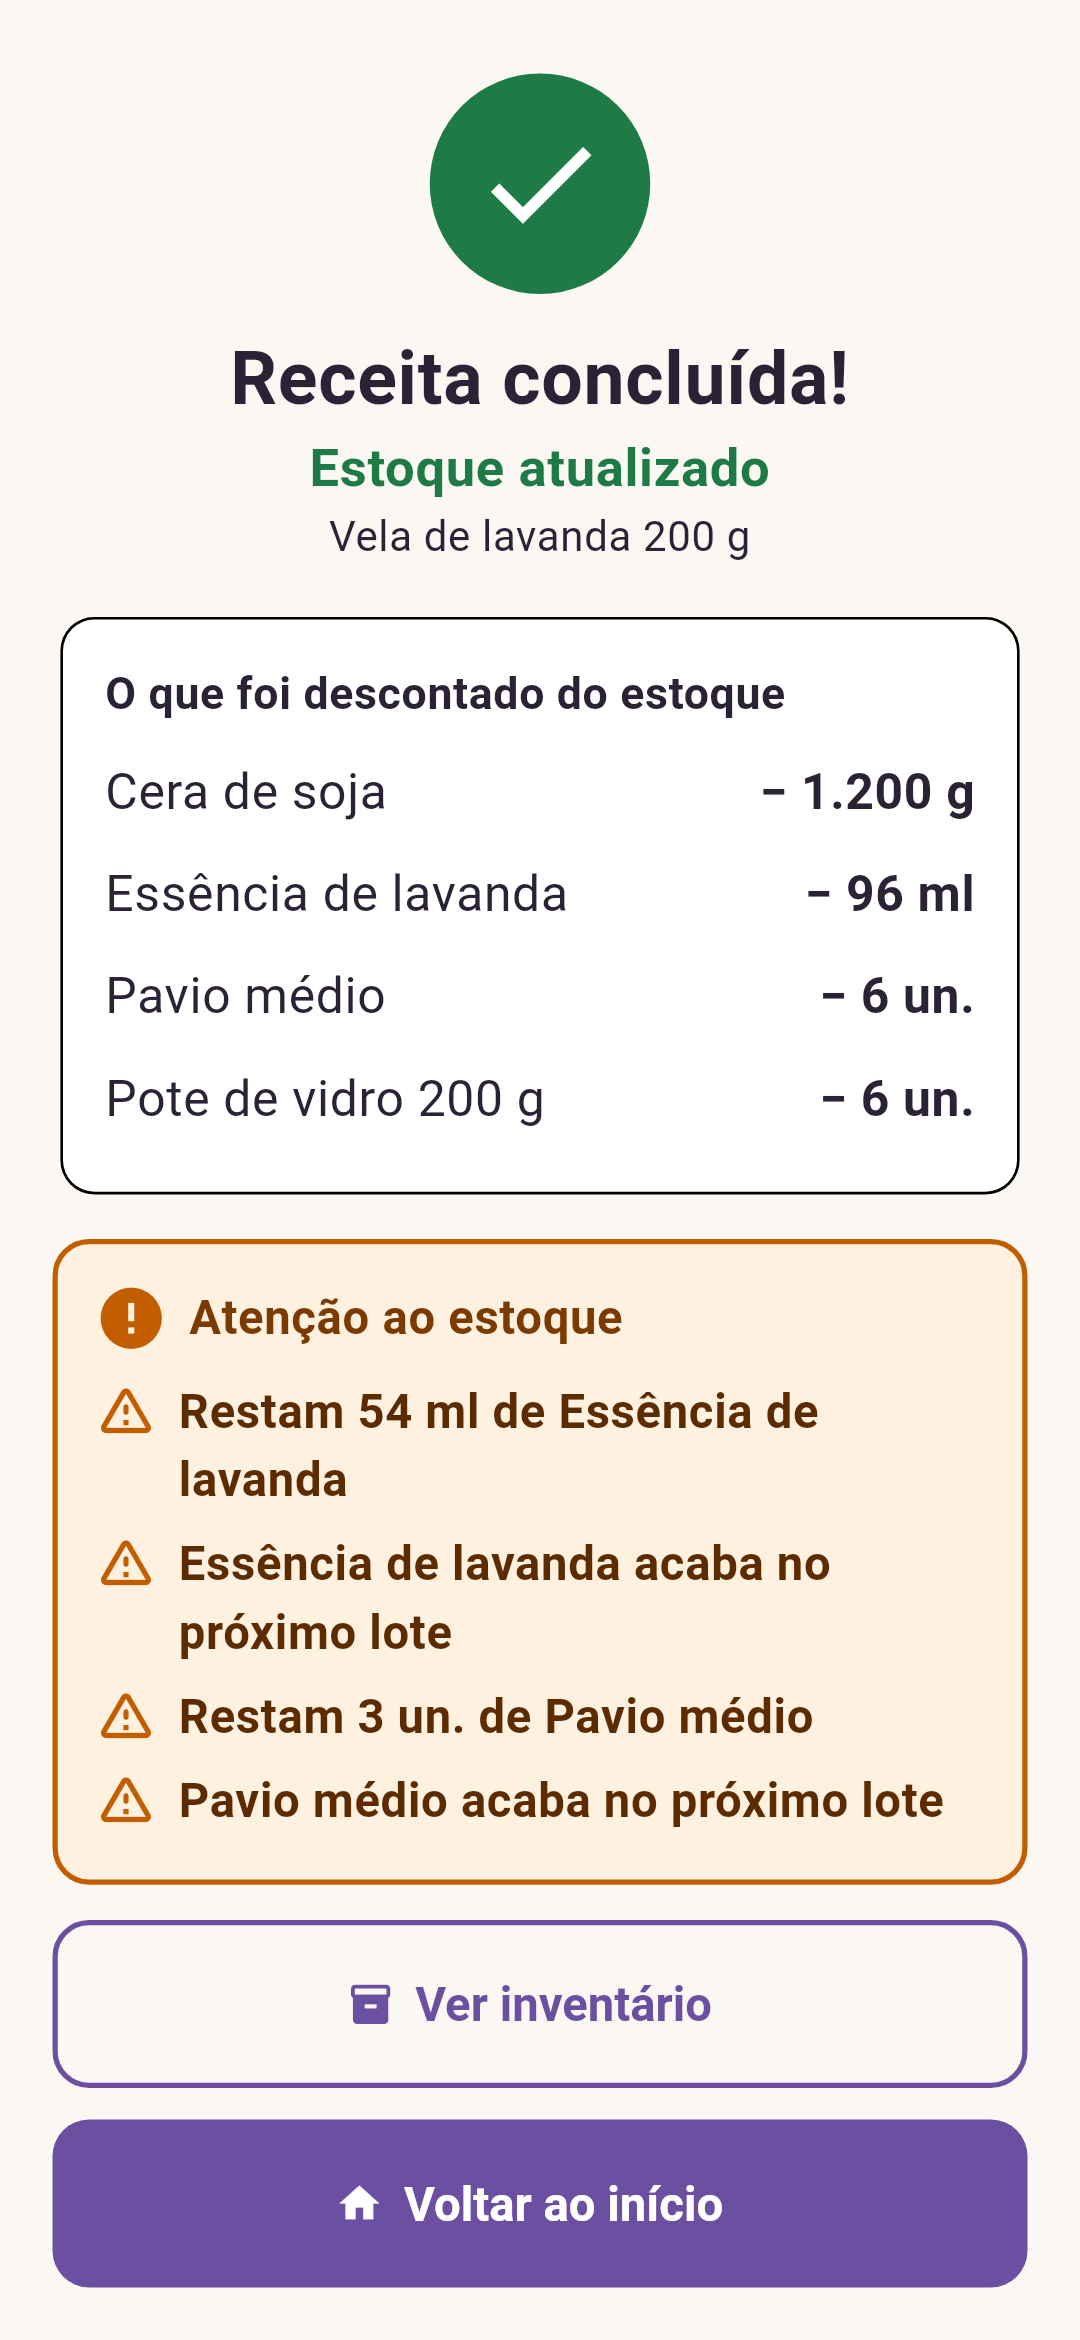 Receita concluída!
Estoque atualizado
Vela de lavanda 200 g
O que foi descontado do estoque
Cera de soja − 1.200 g
Essência de lavanda − 96 ml
Pavio médio − 6 un.
Pote de vidro 200 g − 6 un.
Atenção ao estoque
Restam 54 ml de Essência de
lavanda
Essência de lavanda acaba no
próximo lote
Restam 3 un. de Pavio médio
Pavio médio acaba no próximo lote
Ver inventário
Voltar ao início